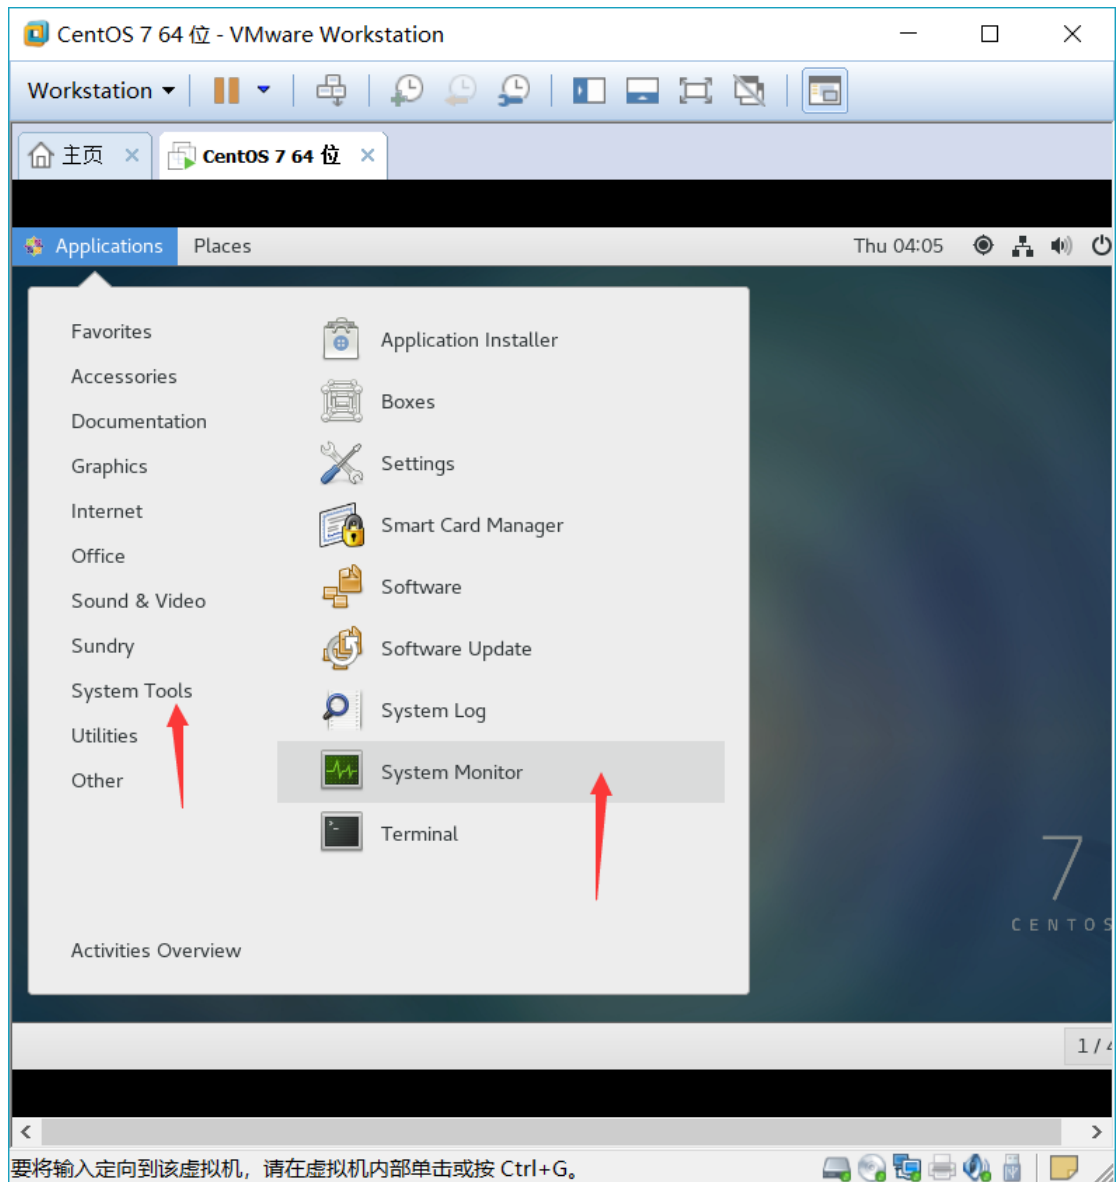 CentOS 7 64 位 - VMware Workstation
Workstation
主页
CentOS 7 64 位
Applications Places Thu 04:05
Favorites
Accessories
Documentation
Graphics
Internet
Office
Sound & Video
Sundry
System Tools
Utilities
Other
Activities Overview
Application Installer
Boxes
Settings
Smart Card Manager
Software
Software Update
System Log
System Monitor
Terminal
7
CENTOS
1 / 4
要将输入定向到该虚拟机，请在虚拟机内部单击或按 Ctrl+G。